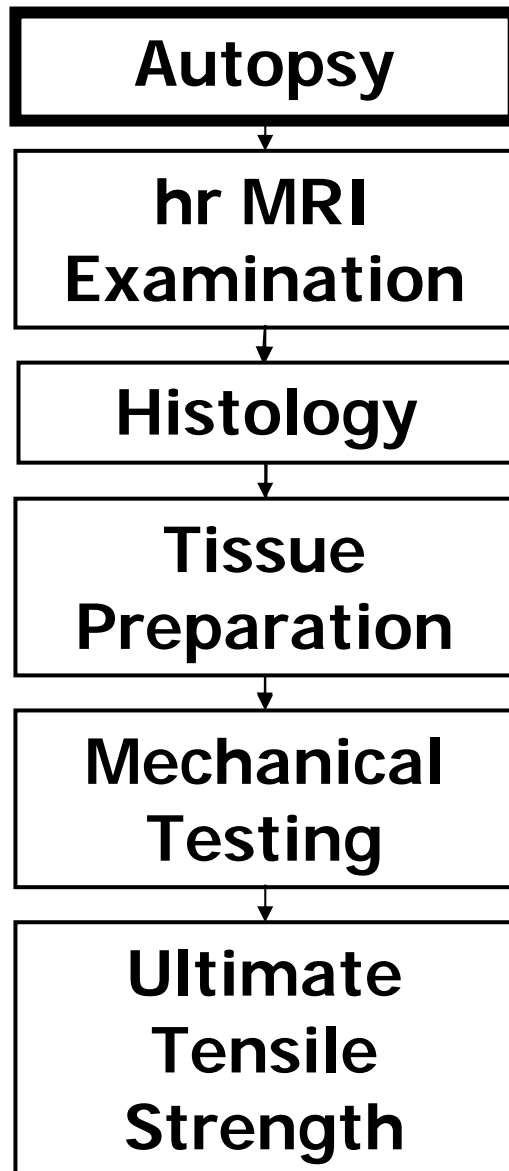 Autopsy
hr MRI
Examination
Histology
Tissue
Preparation
Mechanical
Testing
Ultimate
Tensile
Strength